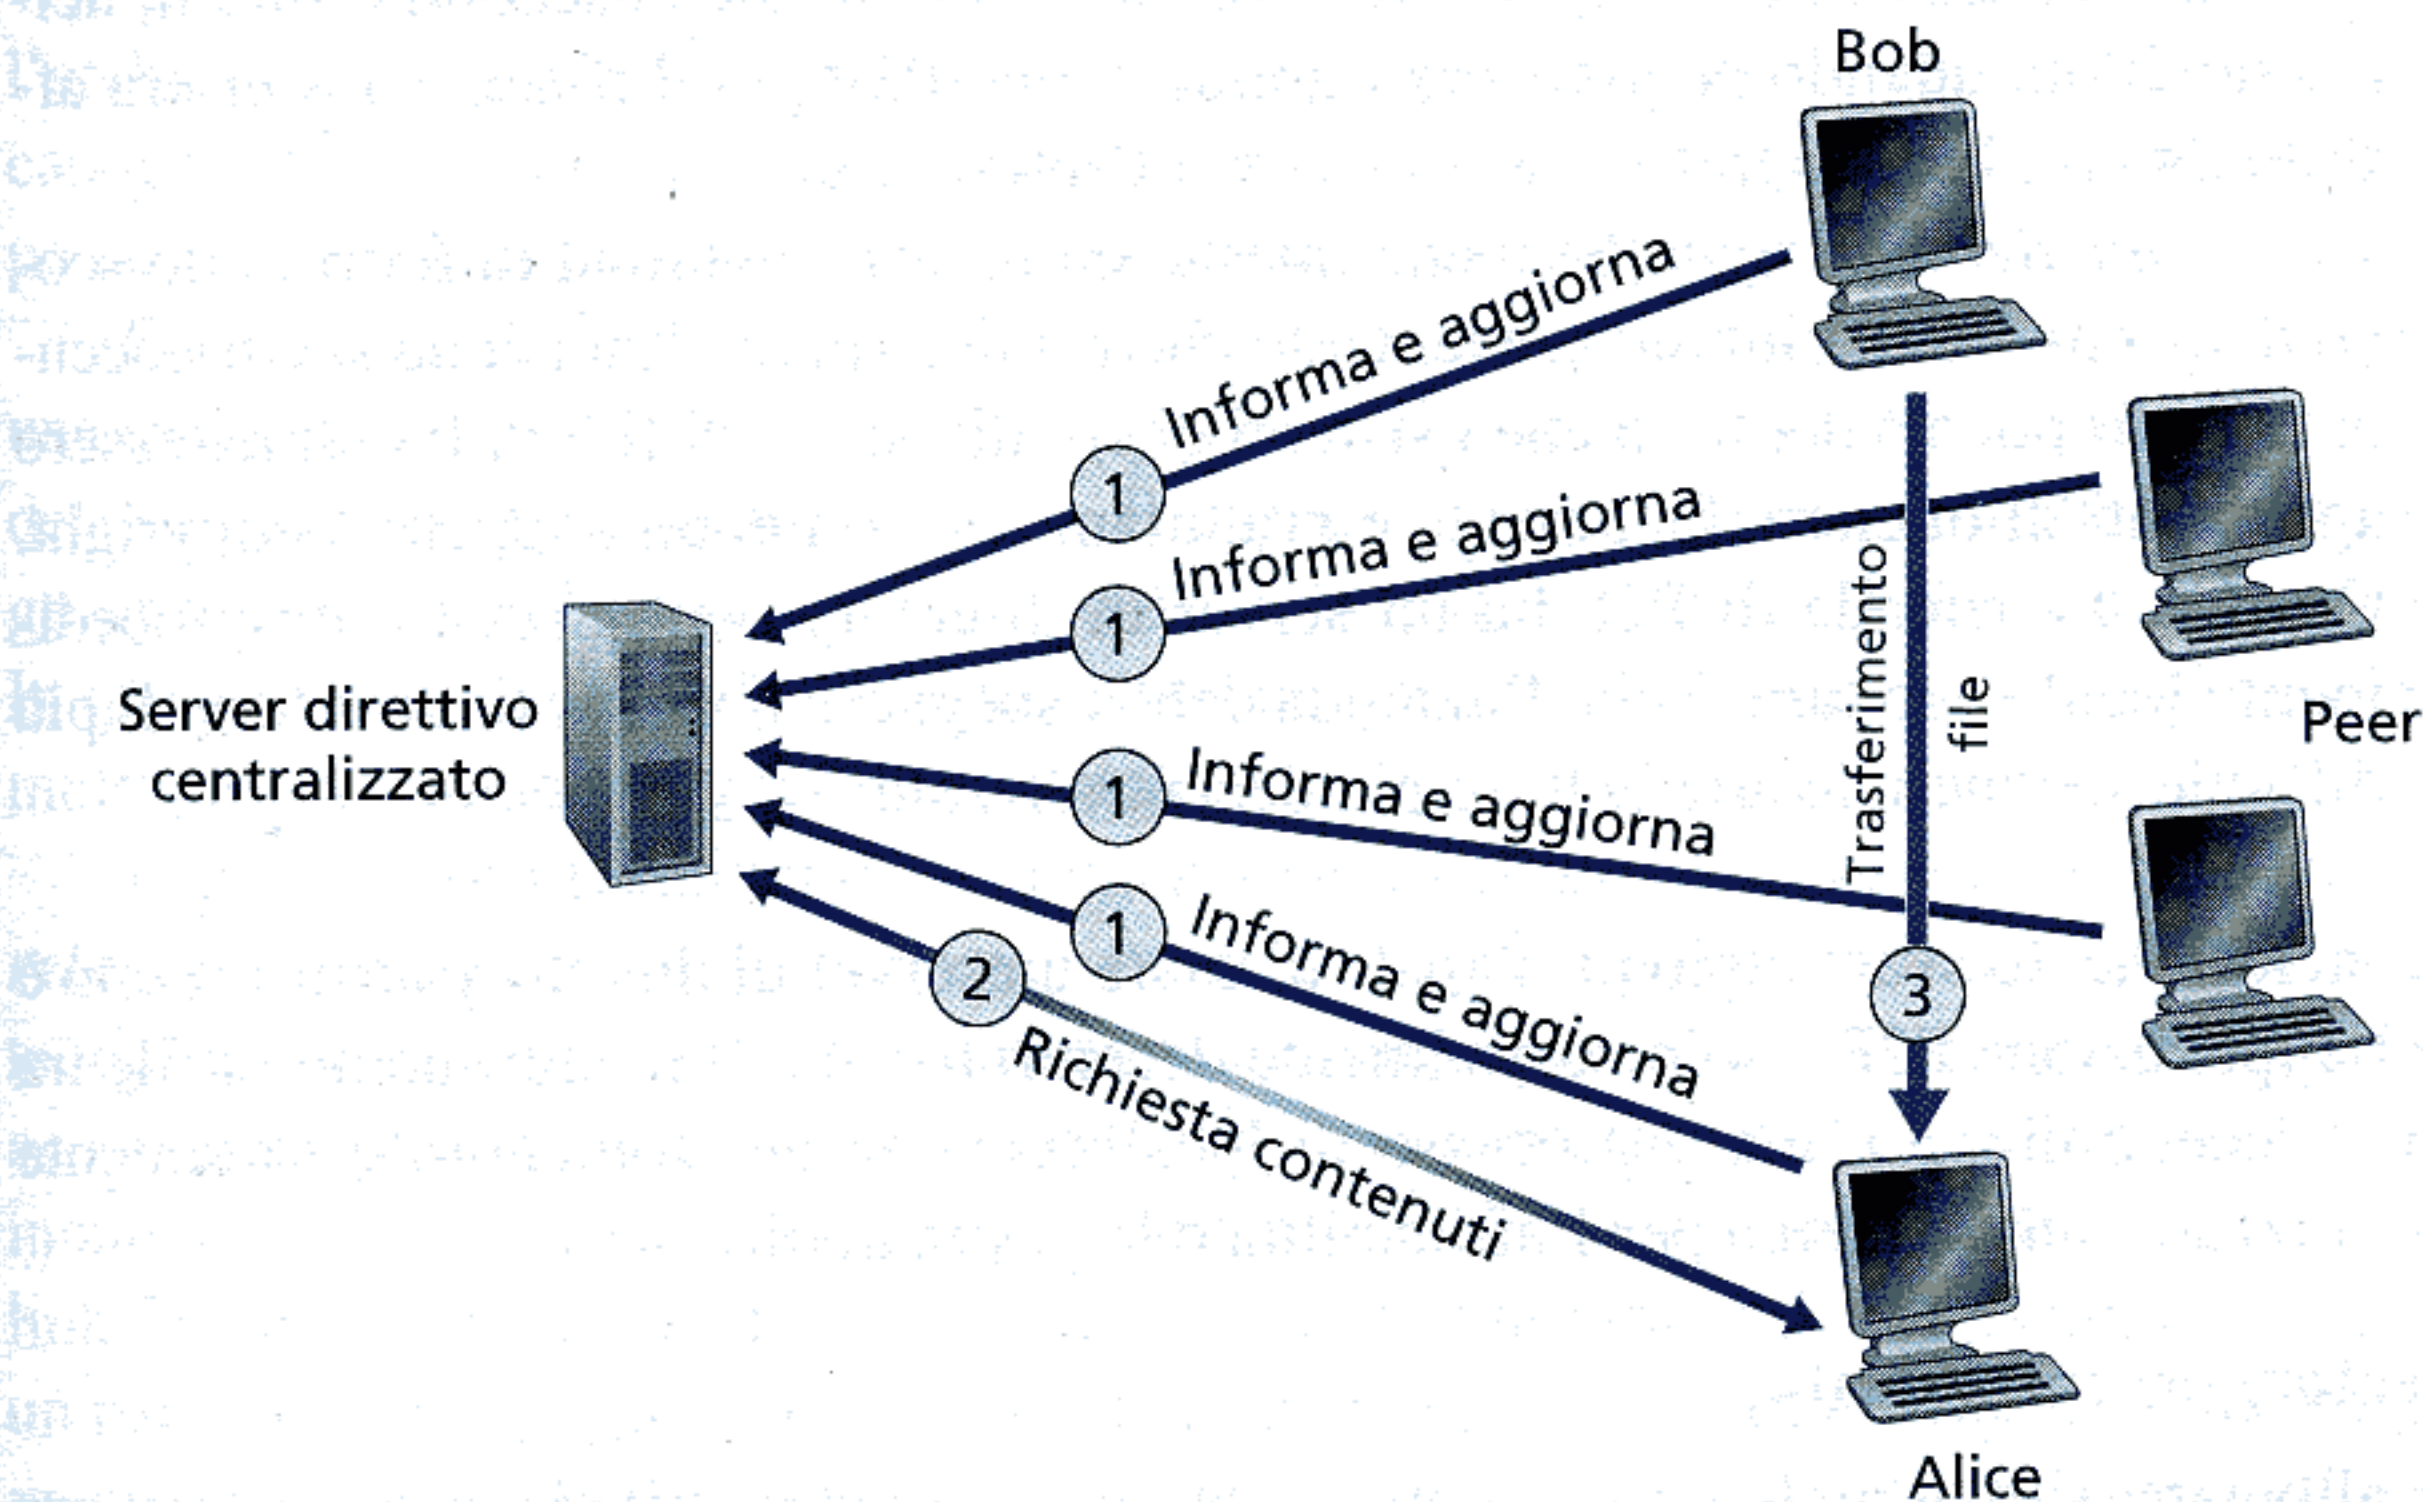 Bob
Informa e aggiorna
1
Informa e aggiorna
1
Trasferimento
file
Server direttivo
centralizzato
Peer
Informa e aggiorna
1
Informa e aggiorna
1
2
Richiesta contenuti
3
Alice